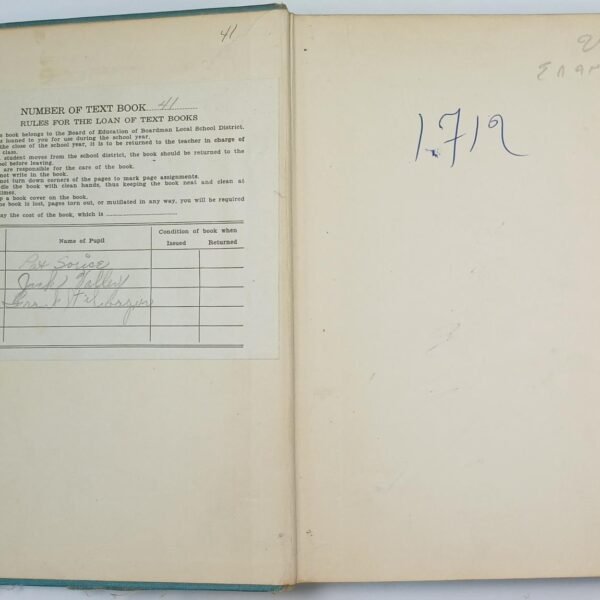 41
NUMBER OF TEXT BOOK 41
RULES FOR THE LOAN OF TEXT BOOKS
book belongs to the Board of Education of Boardman Local School District,
loaned to you for use during the school year.
the close of the school year, it is to be returned to the teacher in charge of
class.
student moves from the school district, the book should be returned to the
before leaving.
are responsible for the care of the book.
not write in the book.
not turn down corners of the pages to mark page assignments.
the book with clean hands, thus keeping the book neat and clean at
times.
a book cover on the book.
book is lost, pages torn out, or mutilated in any way, you will be required
the cost of the book, which is
Name of Pupil
Condition of book when
Issued Returned
Pat
Jack
1712